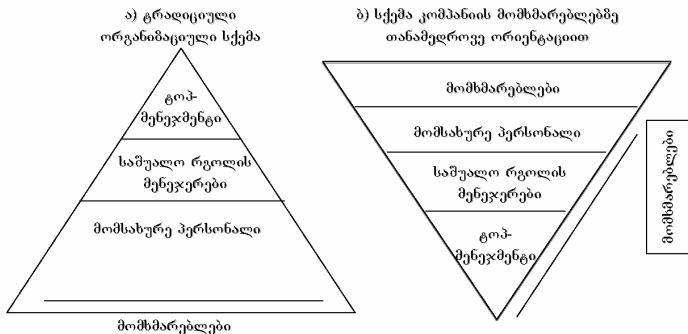 ა) ტრადიციული
ორგანიზაციული სქემა
ტოპ-
მენეჯმენტი
საშუალო რგოლის
მენეჯერები
მომსახურე პერსონალი
მომხმარებლები
ბ) სქემა კომპანიის მომხმარებლებზე
თანამედროვე ორიენტაციით
მომხმარებლები
მომსახურე პერსონალი
საშუალო რგოლის
მენეჯერები
ტოპ-
მენეჯმენტი
მომხმარებლები